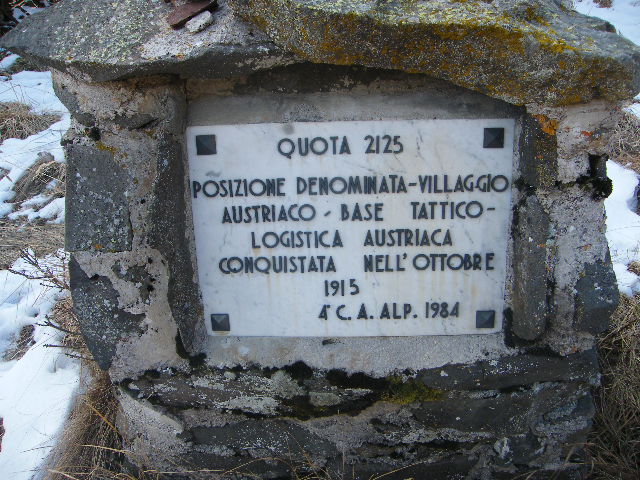 QUOTA 2125
POSIZIONE DENOMINATA-VILLAGGIO
AUSTRIACO - BASE TATTICO-
LOGISTICA AUSTRIACA
CONQUISTATA NELL'OTTOBRE
1915
4° C.A. ALP. 1984